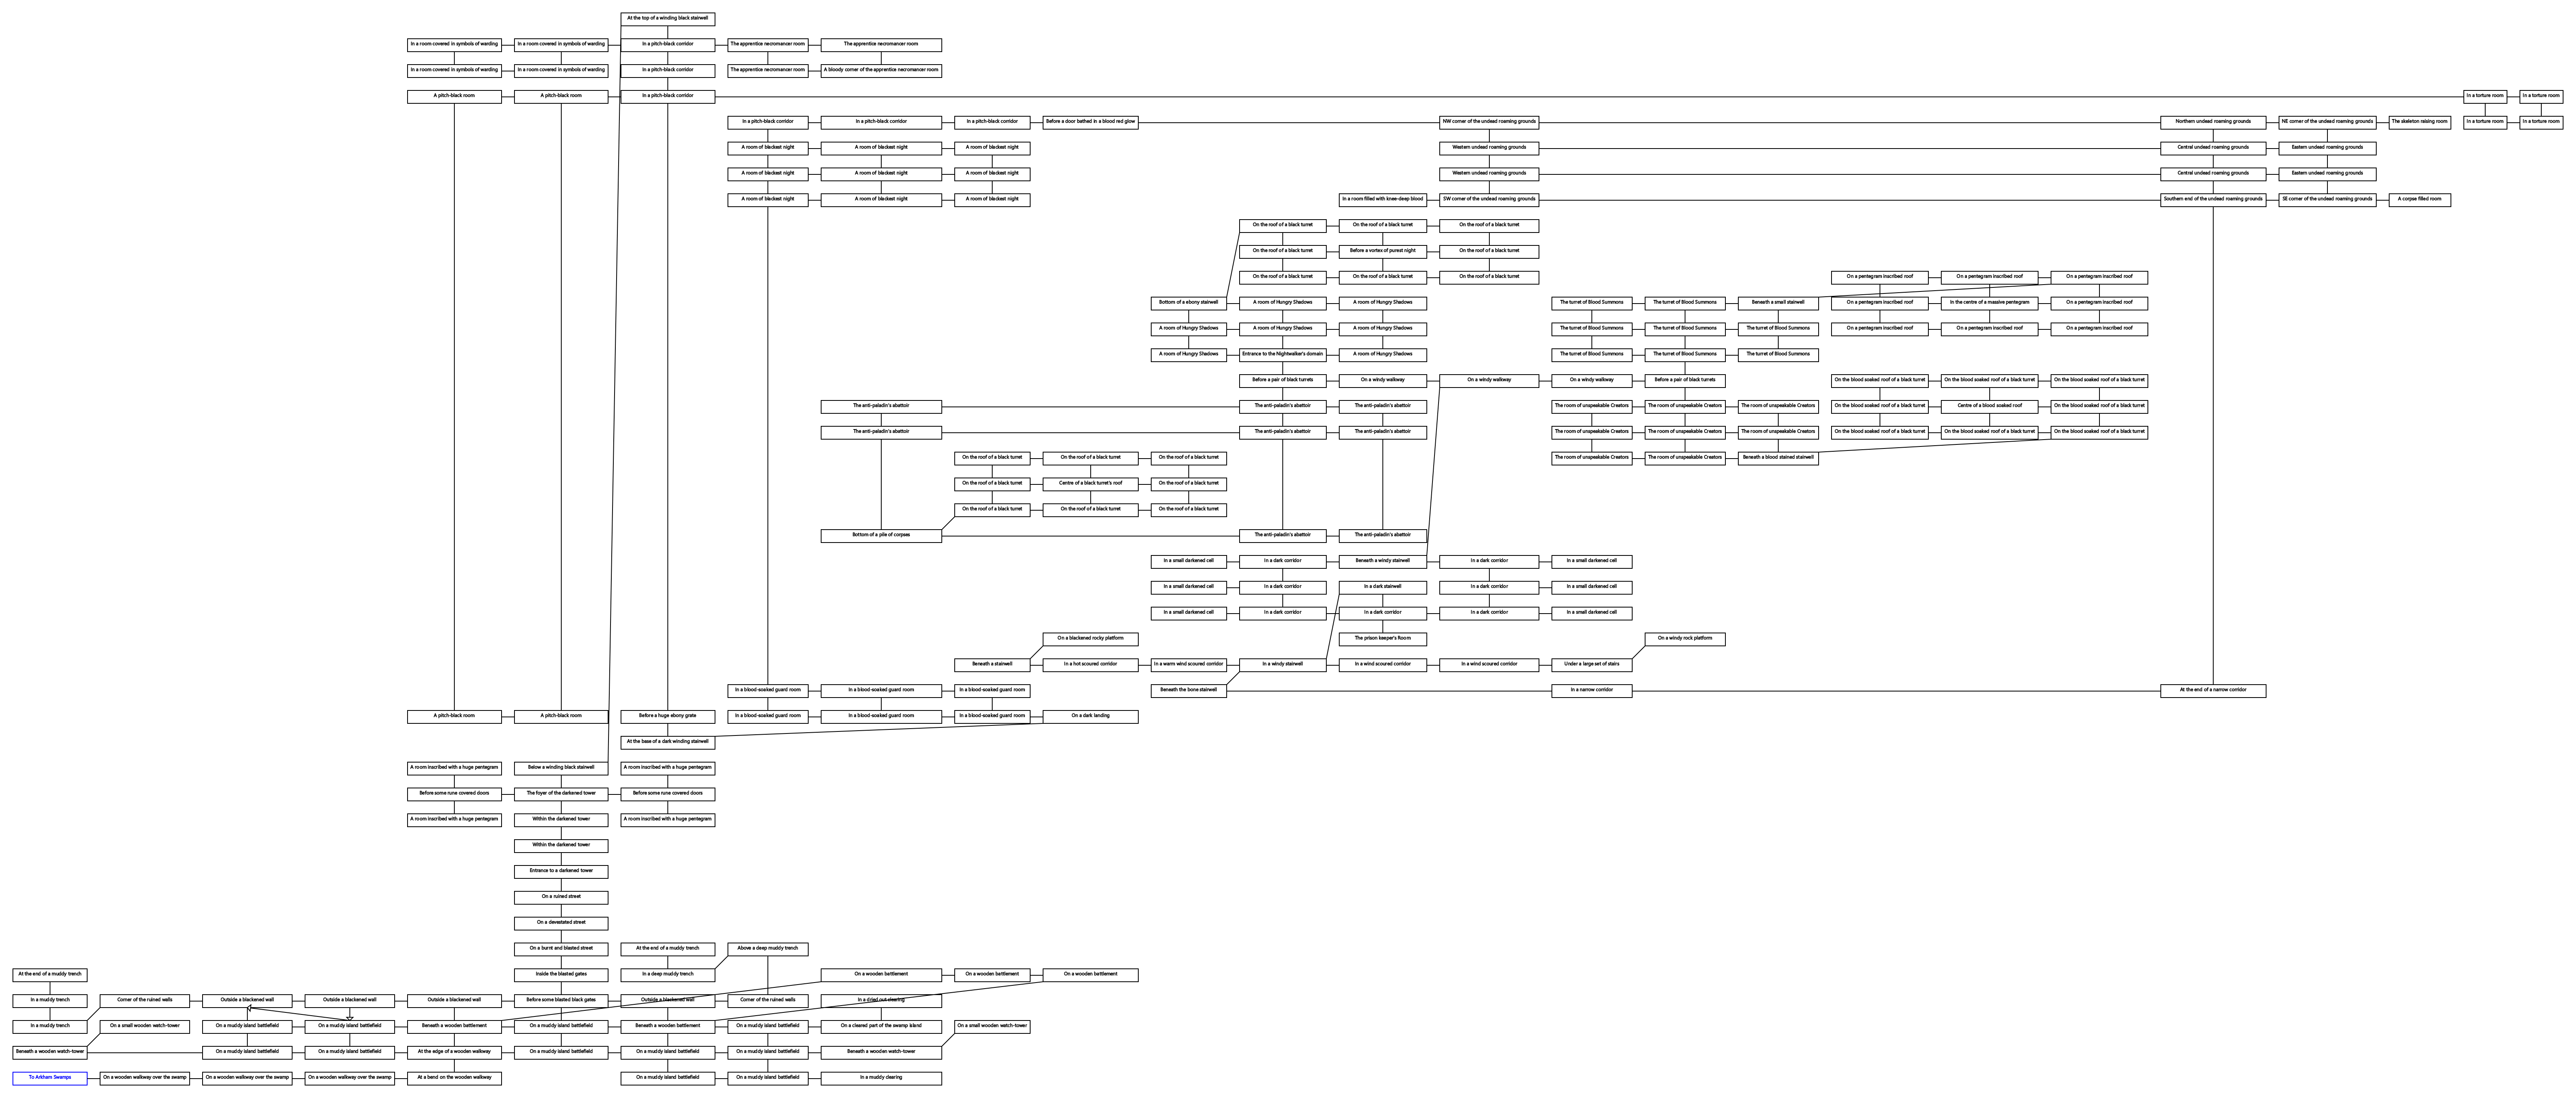 At the top of a winding black stairwell
In a room covered in symbols of warding
In a room covered in symbols of warding
In a pitch-black corridor
The apprentice necromancer room
The apprentice necromancer room
In a room covered in symbols of warding
In a room covered in symbols of warding
In a pitch-black corridor
The apprentice necromancer room
A bloody corner of the apprentice necromancer room
A pitch-black room
A pitch-black room
In a pitch-black corridor
In a torture room
In a torture room
In a pitch-black corridor
In a pitch-black corridor
In a pitch-black corridor
Before a door bathed in a blood red glow
NW corner of the undead roaming grounds
Northern undead roaming grounds
NE corner of the undead roaming grounds
The skeleton raising room
In a torture room
In a torture room
A room of blackest night
A room of blackest night
A room of blackest night
Western undead roaming grounds
Central undead roaming grounds
Eastern undead roaming grounds
A room of blackest night
A room of blackest night
A room of blackest night
Western undead roaming grounds
Central undead roaming grounds
Eastern undead roaming grounds
A room of blackest night
A room of blackest night
A room of blackest night
In a room filled with knee-deep blood
SW corner of the undead roaming grounds
Southern end of the undead roaming grounds
SE corner of the undead roaming grounds
A corpse filled room
On the roof of a black turret
On the roof of a black turret
On the roof of a black turret
On the roof of a black turret
Before a vortex of purest night
On the roof of a black turret
On the roof of a black turret
On the roof of a black turret
On the roof of a black turret
On a pentegram inscribed roof
On a pentegram inscribed roof
On a pentegram inscribed roof
Bottom of a ebony stairwell
A room of Hungry Shadows
A room of Hungry Shadows
The turret of Blood Summons
The turret of Blood Summons
Beneath a small stairwell
On a pentegram inscribed roof
In the centre of a massive pentegram
On a pentegram inscribed roof
A room of Hungry Shadows
A room of Hungry Shadows
A room of Hungry Shadows
The turret of Blood Summons
The turret of Blood Summons
The turret of Blood Summons
On a pentegram inscribed roof
On a pentegram inscribed roof
On a pentegram inscribed roof
A room of Hungry Shadows
Entrance to the Nightwalker's domain
A room of Hungry Shadows
The turret of Blood Summons
The turret of Blood Summons
The turret of Blood Summons
Before a pair of black turrets
On a windy walkway
On a windy walkway
On a windy walkway
Before a pair of black turrets
On the blood soaked roof of a black turret
On the blood soaked roof of a black turret
On the blood soaked roof of a black turret
The anti-paladin's abattoir
The anti-paladin's abattoir
The anti-paladin's abattoir
The room of unspeakable Creators
The room of unspeakable Creators
The room of unspeakable Creators
On the blood soaked roof of a black turret
Centre of a blood soaked roof
On the blood soaked roof of a black turret
The anti-paladin's abattoir
The anti-paladin's abattoir
The anti-paladin's abattoir
The room of unspeakable Creators
The room of unspeakable Creators
The room of unspeakable Creators
On the blood soaked roof of a black turret
On the blood soaked roof of a black turret
On the blood soaked roof of a black turret
On the roof of a black turret
On the roof of a black turret
On the roof of a black turret
The room of unspeakable Creators
The room of unspeakable Creators
Beneath a blood stained stairwell
On the roof of a black turret
Centre of a black turret's roof
On the roof of a black turret
On the roof of a black turret
On the roof of a black turret
On the roof of a black turret
Bottom of a pile of corpses
The anti-paladin's abattoir
The anti-paladin's abattoir
In a small darkened cell
In a dark corridor
Beneath a windy stairwell
In a dark corridor
In a small darkened cell
In a small darkened cell
In a dark corridor
In a dark stairwell
In a dark corridor
In a small darkened cell
In a small darkened cell
In a dark corridor
In a dark corridor
In a dark corridor
In a small darkened cell
On a blackened rocky platform
The prison keeper's Room
On a windy rock platform
Beneath a stairwell
In a hot scoured corridor
In a warm wind scoured corridor
In a windy stairwell
In a wind scoured corridor
In a wind scoured corridor
Under a large set of stairs
In a blood-soaked guard room
In a blood-soaked guard room
In a blood-soaked guard room
Beneath the bone stairwell
In a narrow corridor
At the end of a narrow corridor
A pitch-black room
A pitch-black room
Before a huge ebony grate
In a blood-soaked guard room
In a blood-soaked guard room
In a blood-soaked guard room
On a dark landing
At the base of a dark winding stairwell
A room inscribed with a huge pentegram
Below a winding black stairwell
A room inscribed with a huge pentegram
Before some rune covered doors
The foyer of the darkened tower
Before some rune covered doors
A room inscribed with a huge pentegram
Within the darkened tower
A room inscribed with a huge pentegram
Within the darkened tower
Entrance to a darkened tower
On a ruined street
On a devestated street
On a burnt and blasted street
At the end of a muddy trench
Above a deep muddy trench
At the end of a muddy trench
Inside the blasted gates
In a deep muddy trench
On a wooden battlement
On a wooden battlement
On a wooden battlement
In a muddy trench
Corner of the ruined walls
Outside a blackened wall
Outside a blackened wall
Outside a blackened wall
Before some blasted black gates
Outside a blackened wall
Corner of the ruined walls
In a dried out clearing
In a muddy trench
On a small wooden watch-tower
On a muddy island battlefield
On a muddy island battlefield
Beneath a wooden battlement
On a muddy island battlefield
Beneath a wooden battlement
On a muddy island battlefield
On a cleared part of the swamp island
On a small wooden watch-tower
Beneath a wooden watch-tower
On a muddy island battlefield
On a muddy island battlefield
At the edge of a wooden walkway
On a muddy island battlefield
On a muddy island battlefield
On a muddy island battlefield
Beneath a wooden watch-tower
To Arkham Swamps
On a wooden walkway over the swamp
On a wooden walkway over the swamp
On a wooden walkway over the swamp
At a bend on the wooden walkway
On a muddy island battlefield
On a muddy island battlefield
In a muddy clearing